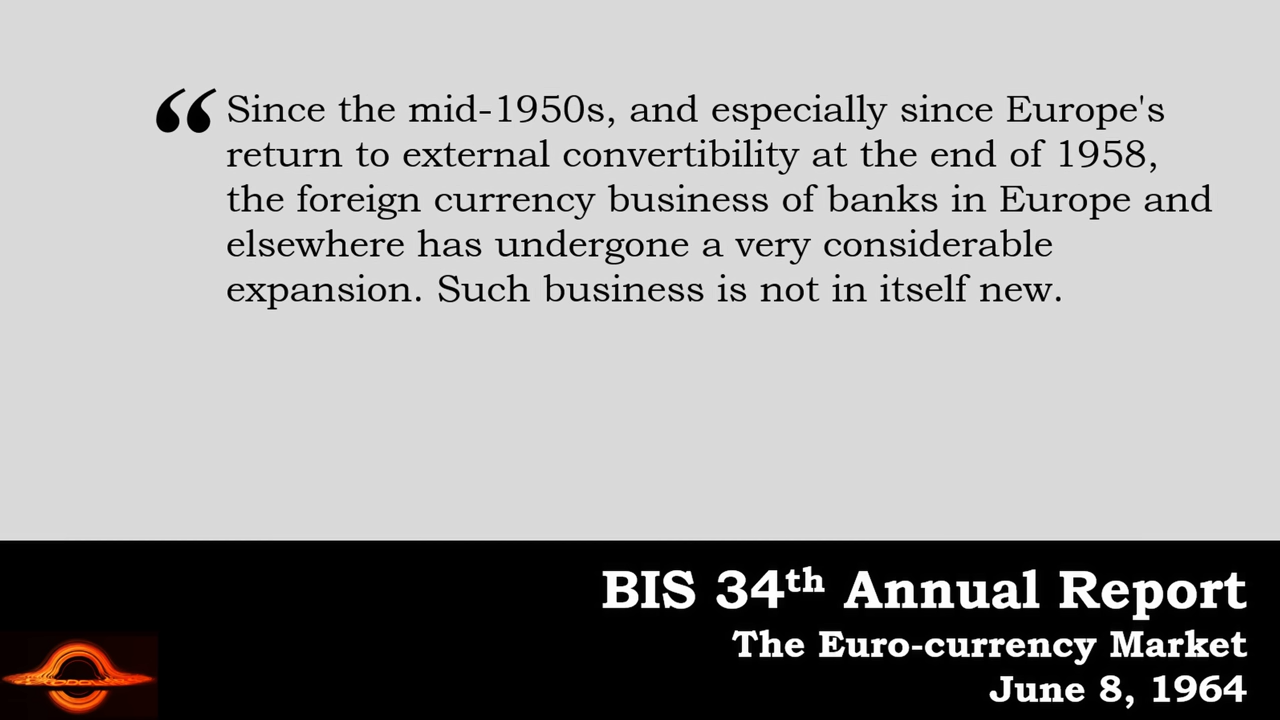 “Since the mid-1950s, and especially since Europe's
return to external convertibility at the end of 1958,
the foreign currency business of banks in Europe and
elsewhere has undergone a very considerable
expansion. Such business is not in itself new.
BIS 34th Annual Report
The Euro-currency Market
June 8, 1964